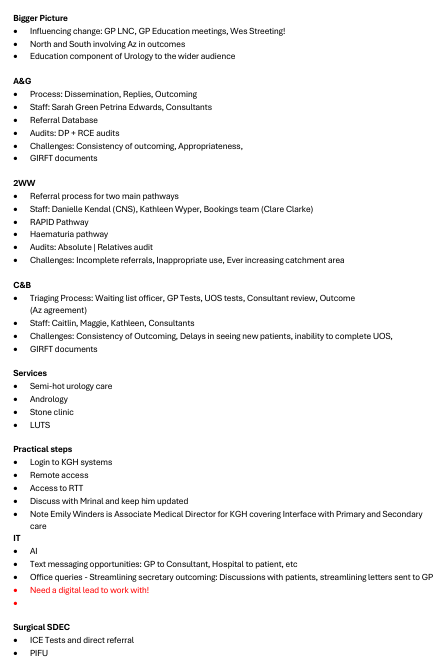 Bigger Picture
• Influencing change: GP LNC, GP Education meetings, Wes Streeting!
• North and South involving Az in outcomes
• Education component of Urology to the wider audience
A&G
• Process: Dissemination, Replies, Outcoming
• Staff: Sarah Green Petrina Edwards, Consultants
• Referral Database
• Audits: DP + RCE audits
• Challenges: Consistency of outcoming, Appropriateness,
• GIRFT documents
2WW
• Referral process for two main pathways
• Staff: Danielle Kendal (CNS), Kathleen Wyper, Bookings team (Clare Clarke)
• RAPID Pathway
• Haematuria pathway
• Audits: Absolute | Relatives audit
• Challenges: Incomplete referrals, Inappropriate use, Ever increasing catchment area
C&B
• Triaging Process: Waiting list officer, GP Tests, UOS tests, Consultant review, Outcome
(Az agreement)
• Staff: Caitlin, Maggie, Kathleen, Consultants
• Challenges: Consistency of Outcoming, Delays in seeing new patients, inability to complete UOS,
• GIRFT documents
Services
• Semi-hot urology care
• Andrology
• Stone clinic
• LUTS
Practical steps
• Login to KGH systems
• Remote access
• Access to RTT
• Discuss with Mrinal and keep him updated
• Note Emily Winders is Associate Medical Director for KGH covering Interface with Primary and Secondary
care
IT
• AI
• Text messaging opportunities: GP to Consultant, Hospital to patient, etc
• Office queries - Streamlining secretary outcoming: Discussions with patients, streamlining letters sent to GP
• Need a digital lead to work with!
•
Surgical SDEC
• ICE Tests and direct referral
• PIFU